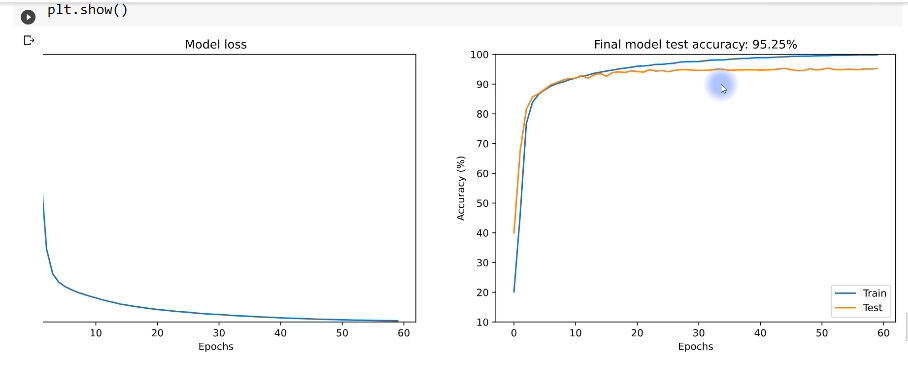 plt.show()
Model loss
10 20 30 40 50 60
Epochs
Final model test accuracy: 95.25%
100
90
80
70
60
50
40
30
20
10
Accuracy (%)
0 10 20 30 40 50 60
Epochs
Train
Test